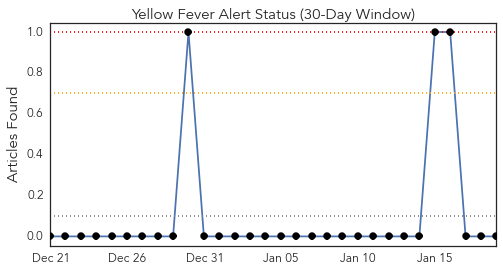 Yellow Fever Alert Status (30-Day Window)
Articles Found
1.0
0.8
0.6
0.4
0.2
0.0
Dec 21 Dec 26 Dec 31 Jan 05 Jan 10 Jan 15